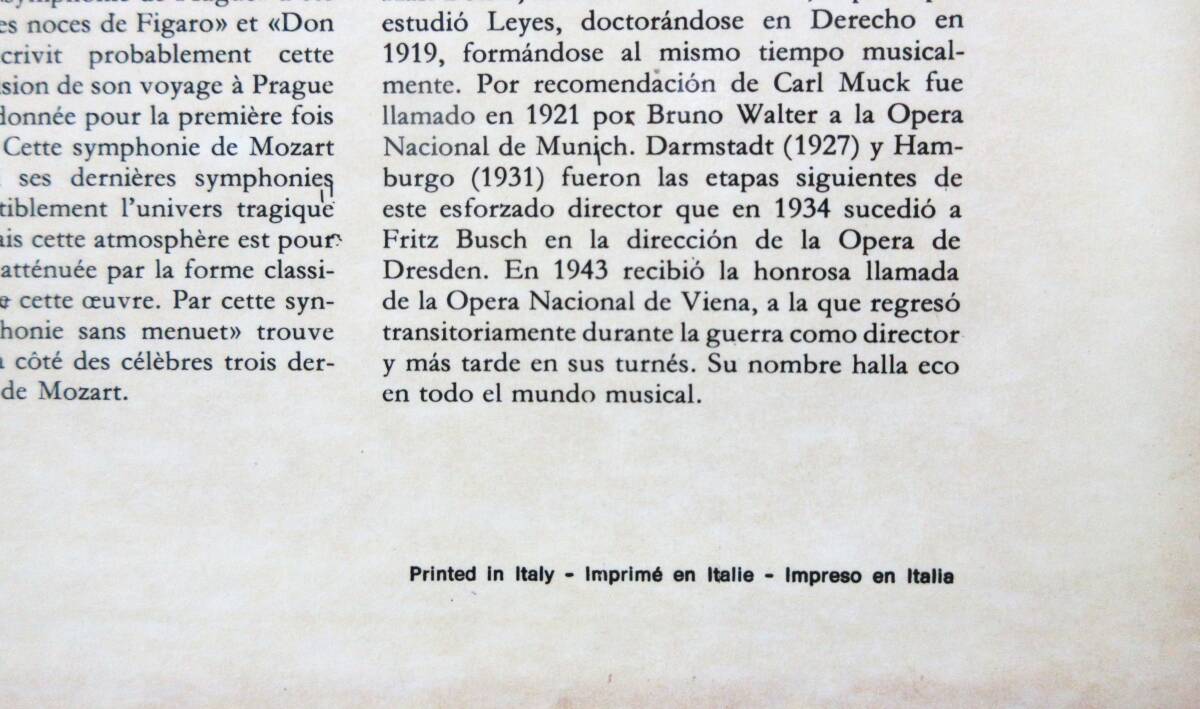 es noces de Figaro» et «Don
crivit probablement cette
sion de son voyage à Prague
donnée pour la première fois
Cette symphonie de Mozart
ses dernières symphonies
tiblement l'univers tragique
ais cette atmosphère est pour
atténuée par la forme classi-
cette œuvre. Par cette syn-
honie sans menuet» trouve
à côté des célèbres trois der-
de Mozart.
estudió Leyes, doctorándose en Derecho en
1919, formándose al mismo tiempo musical-
mente. Por recomendación de Carl Muck fue
llamado en 1921 por Bruno Walter a la Opera
Nacional de Munich. Darmstadt (1927) y Ham-
burgo (1931) fueron las etapas siguientes de
este esforzado director que en 1934 sucedió a
Fritz Busch en la dirección de la Opera de
Dresden. En 1943 recibió la honrosa llamada
de la Opera Nacional de Viena, a la que regresó
transitoriamente durante la guerra como director
y más tarde en sus turnés. Su nombre halla eco
en todo el mundo musical.
Printed in Italy - Imprimé en Italie - Impreso en Italia